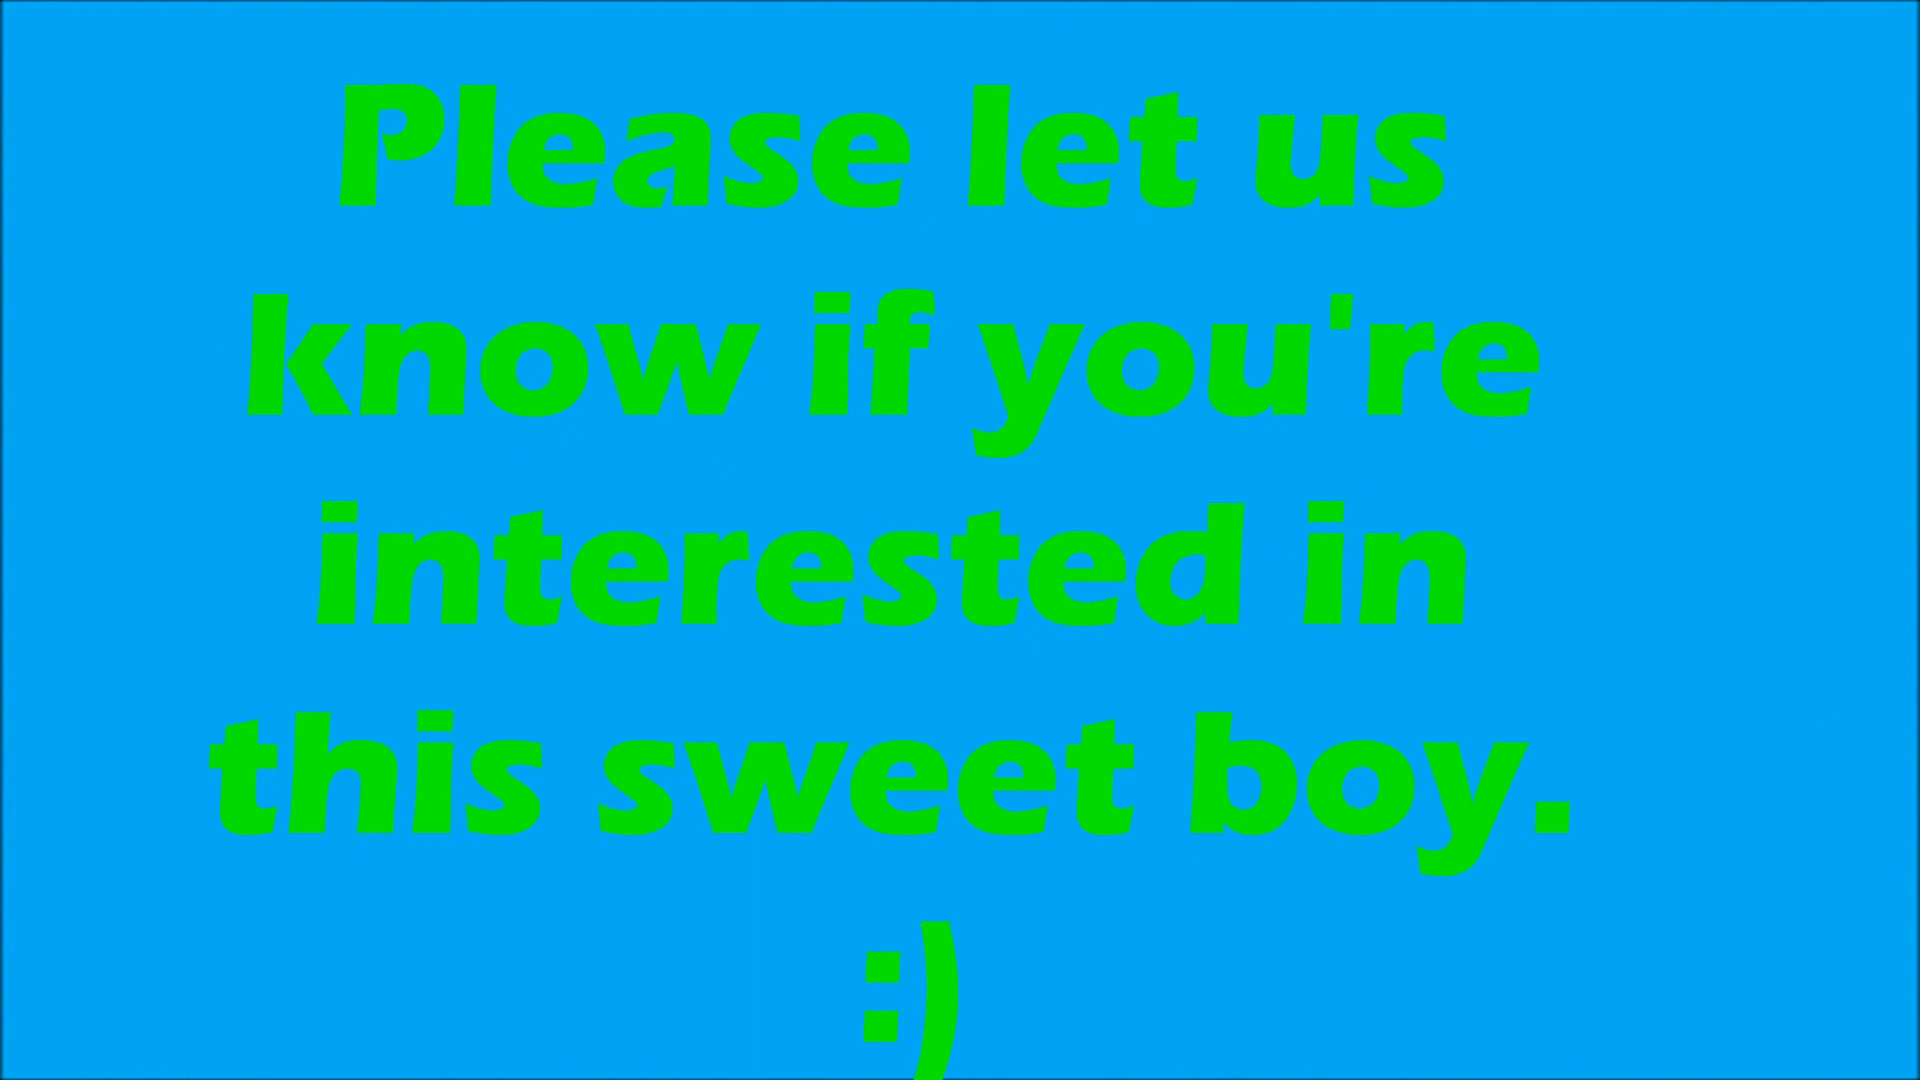 Please let us
know if you're
interested in
this sweet boy.
:)